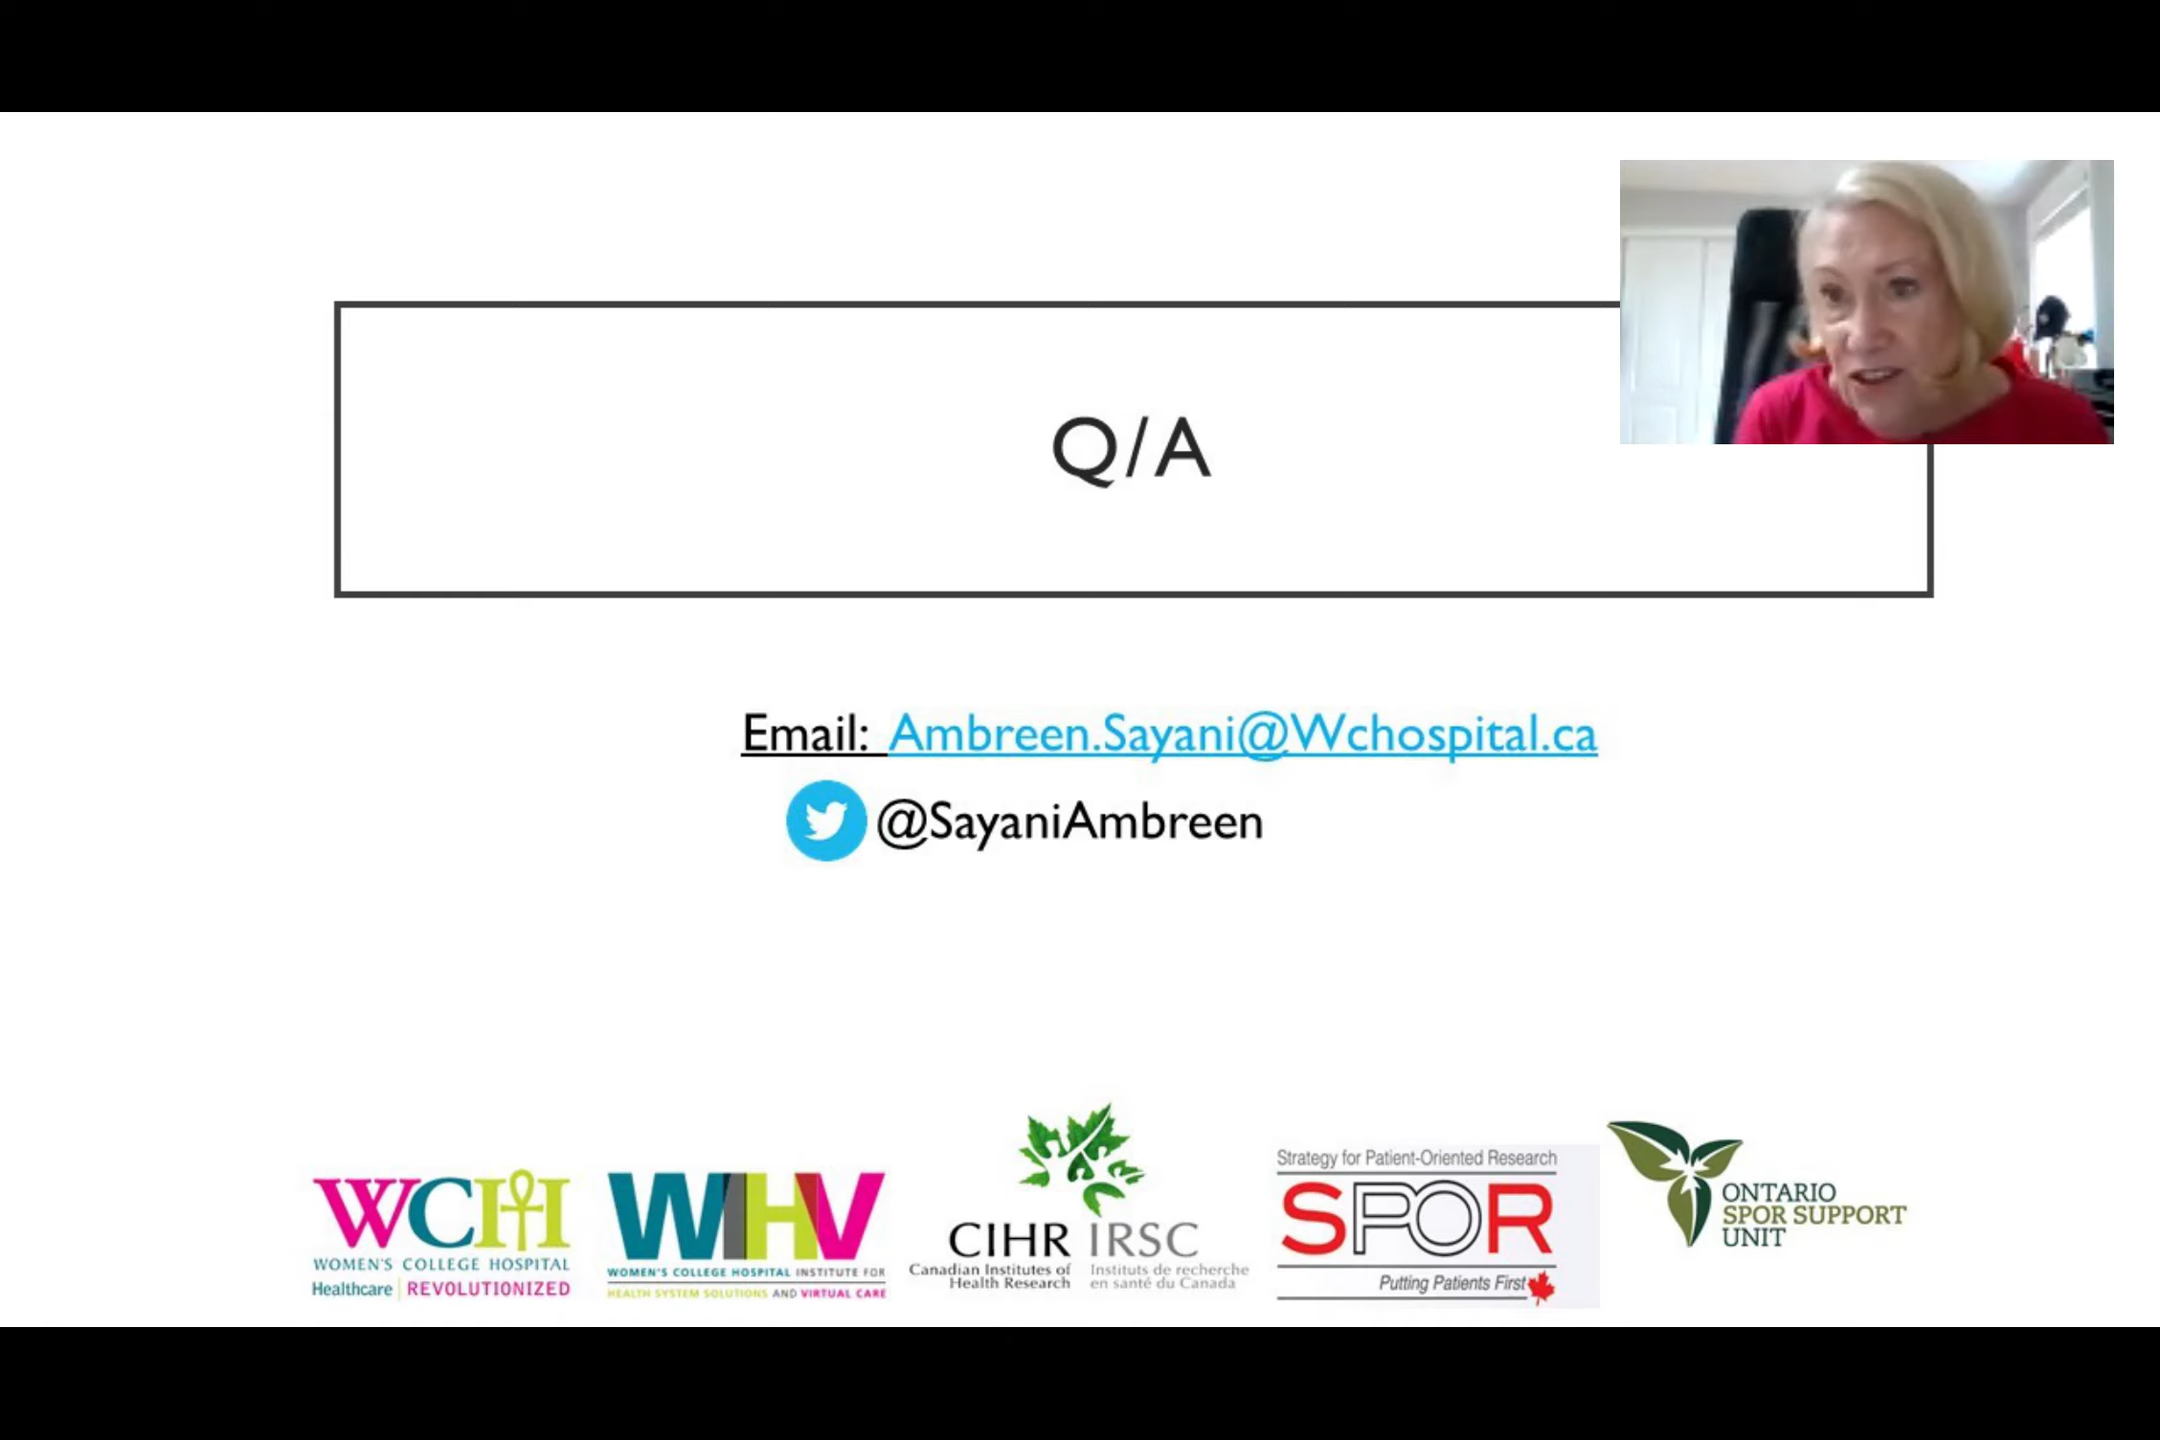 Q/A
Email: Ambreen.Sayani@Wchospital.ca
@SayaniAmbreen
WCH
WOMEN'S COLLEGE HOSPITAL
Healthcare | REVOLUTIONIZED
WIHV
WOMEN'S COLLEGE HOSPITAL INSTITUTE FOR
HEALTH SYSTEM SOLUTIONS AND VIRTUAL CARE
CIHR IRSC
Canadian Institutes of Health Research
Instituts de recherche en santé du Canada
Strategy for Patient-Oriented Research
SPOR
Putting Patients First
ONTARIO
SPOR SUPPORT
UNIT